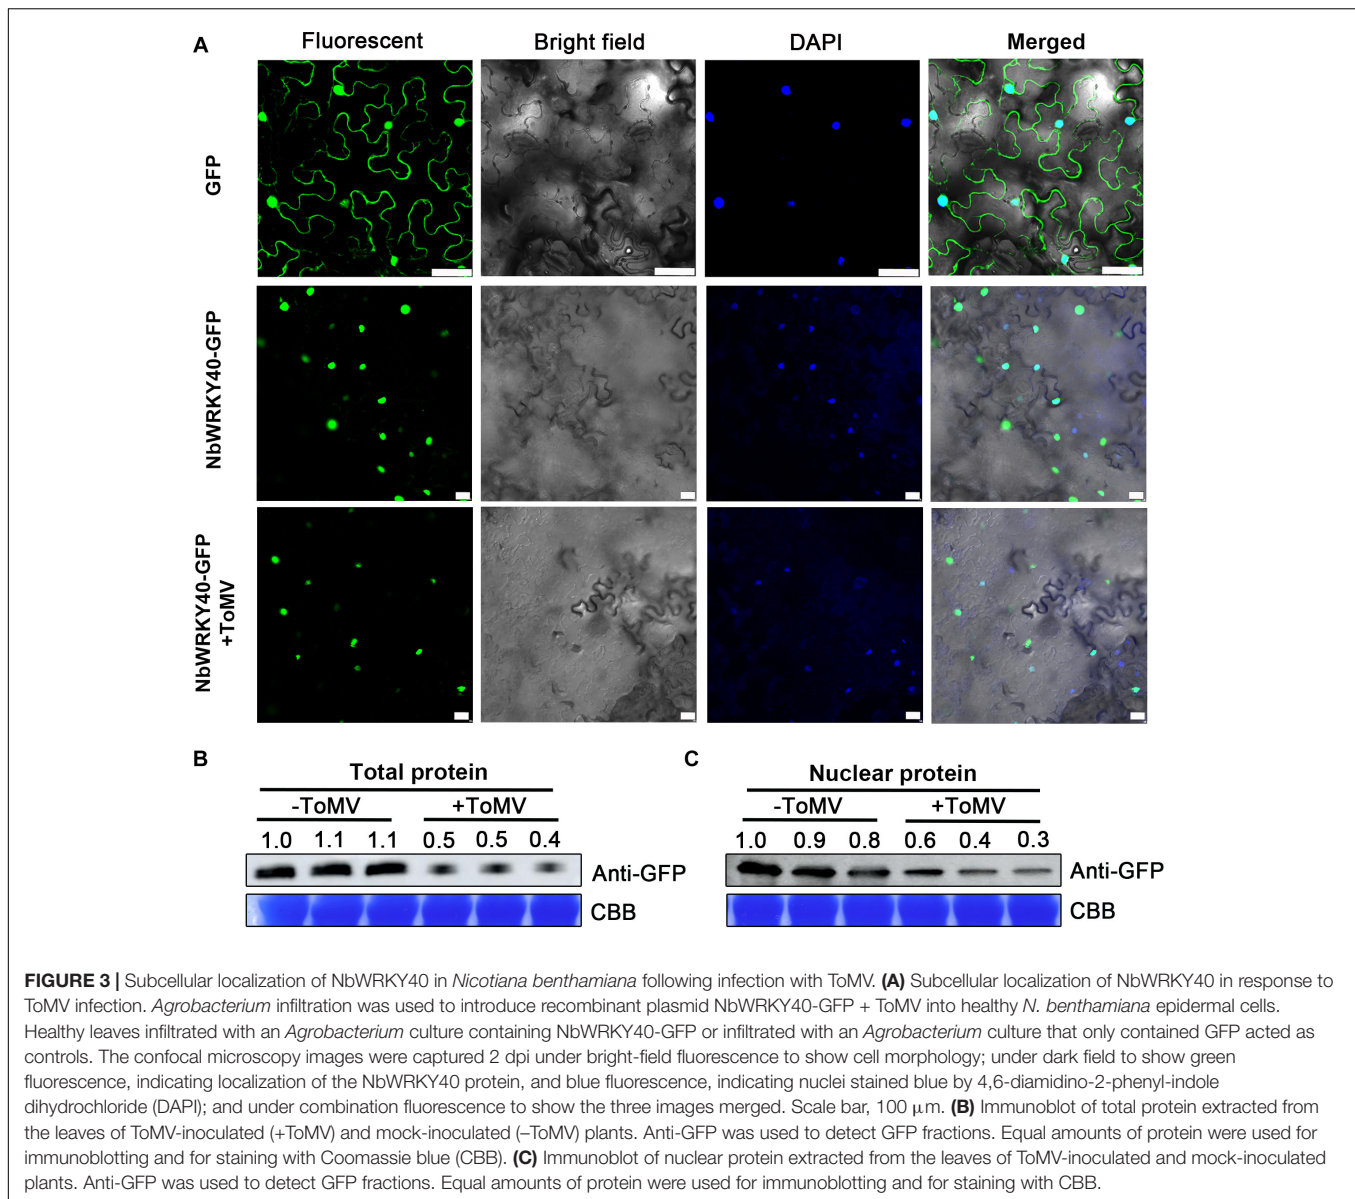 A
Fluorescent
Bright field
DAPI
Merged
GFP
NbWRKY40-GFP
NbWRKY40-GFP
+ToMV
B
Total protein
-ToMV
+ToMV
1.0 1.1 1.1 0.5 0.5 0.4
Anti-GFP
CBB
C
Nuclear protein
-ToMV
+ToMV
1.0 0.9 0.8 0.6 0.4 0.3
Anti-GFP
CBB
FIGURE 3 | Subcellular localization of NbWRKY40 in Nicotiana benthamiana following infection with ToMV. (A) Subcellular localization of NbWRKY40 in response to
ToMV infection. Agrobacterium infiltration was used to introduce recombinant plasmid NbWRKY40-GFP + ToMV into healthy N. benthamiana epidermal cells.
Healthy leaves infiltrated with an Agrobacterium culture containing NbWRKY40-GFP or infiltrated with an Agrobacterium culture that only contained GFP acted as
controls. The confocal microscopy images were captured 2 dpi under bright-field fluorescence to show cell morphology; under dark field to show green
fluorescence, indicating localization of the NbWRKY40 protein, and blue fluorescence, indicating nuclei stained blue by 4,6-diamidino-2-phenyl-indole
dihydrochloride (DAPI); and under combination fluorescence to show the three images merged. Scale bar, 100 μm. (B) Immunoblot of total protein extracted from
the leaves of ToMV-inoculated (+ToMV) and mock-inoculated (–ToMV) plants. Anti-GFP was used to detect GFP fractions. Equal amounts of protein were used for
immunoblotting and for staining with Coomassie blue (CBB). (C) Immunoblot of nuclear protein extracted from the leaves of ToMV-inoculated and mock-inoculated
plants. Anti-GFP was used to detect GFP fractions. Equal amounts of protein were used for immunoblotting and for staining with CBB.